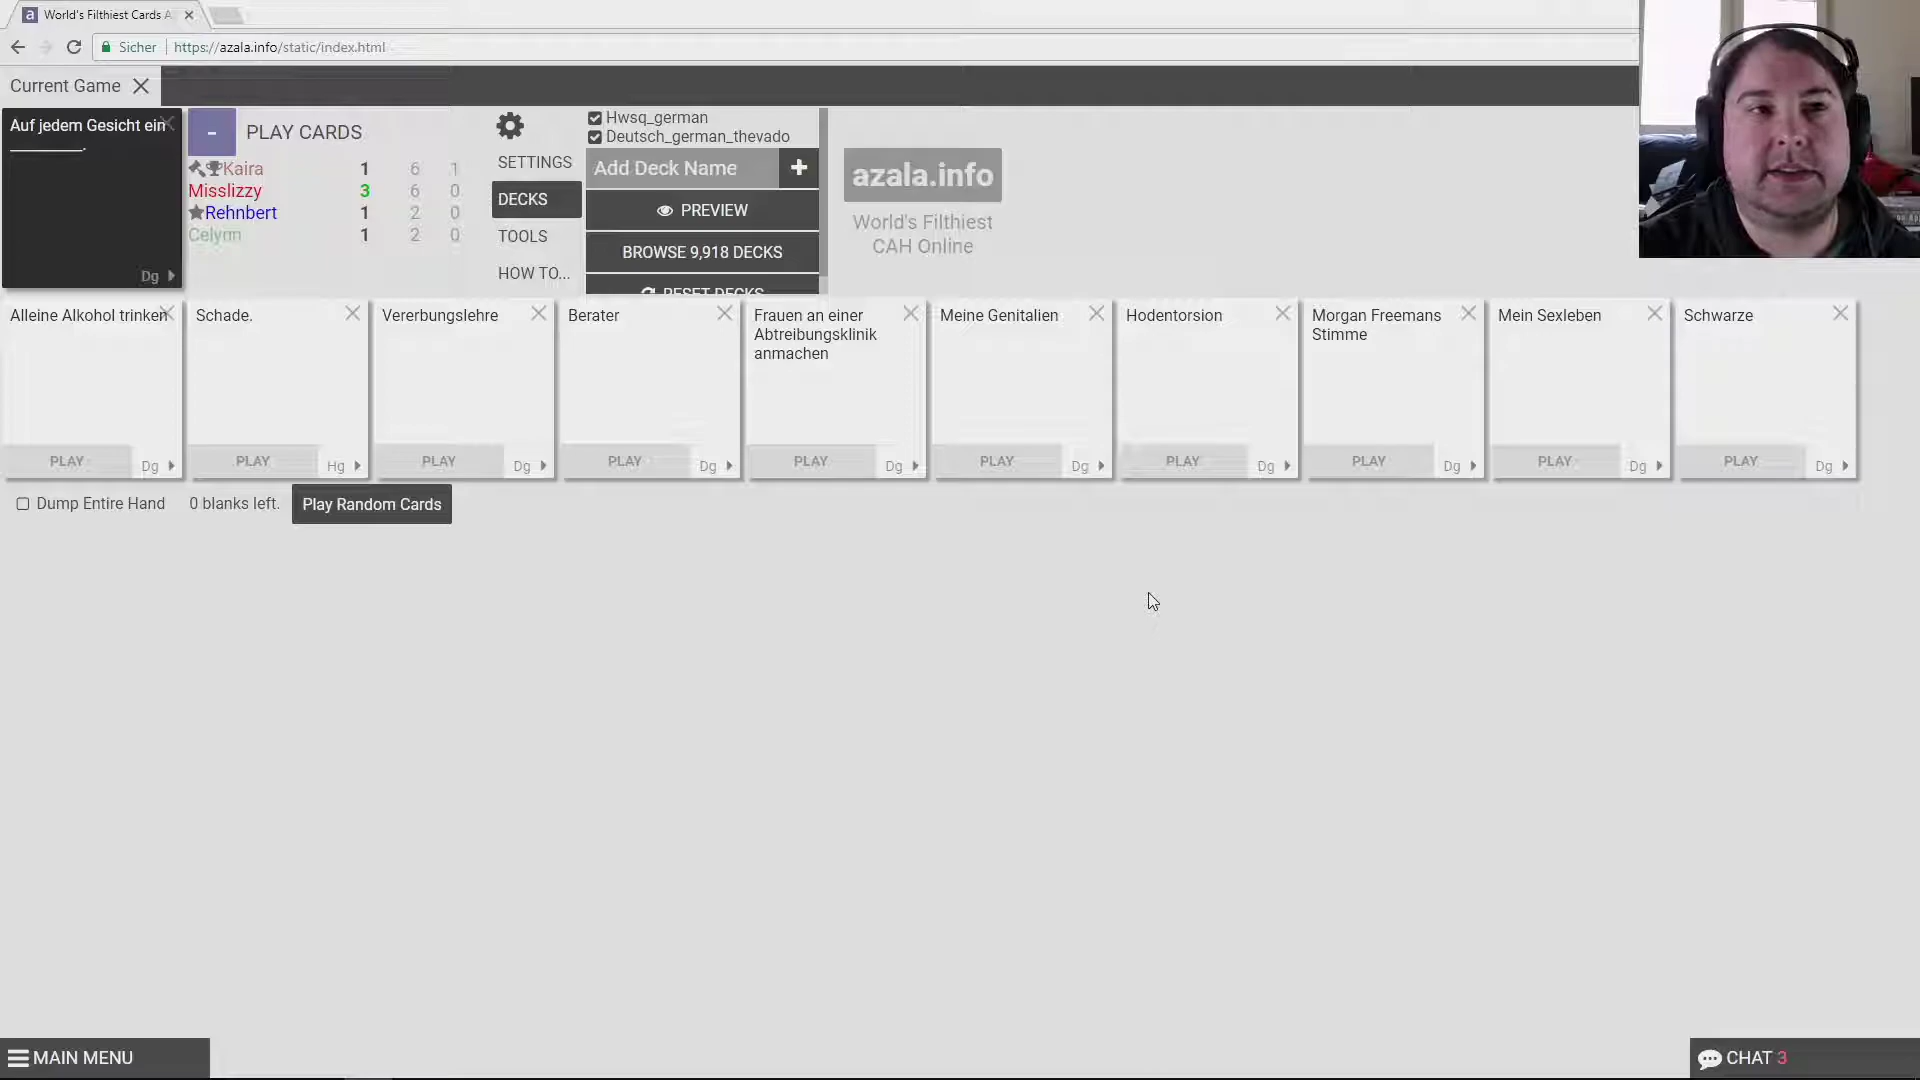 World's Filthiest Cards A
Sicher
https://azala.info/static/index.html
Current Game
Auf jedem Gesicht ein
________.
Dg
-
PLAY CARDS
Kaira 1 6 1
Misslizzy 3 6 0
Rehnbert 1 2 0
Celynn 1 2 0
SETTINGS
DECKS
TOOLS
HOW TO...
Hwsq_german
Deutsch_german_thevado
Add Deck Name
PREVIEW
BROWSE 9,918 DECKS
RESET DECKS
azala.info
World's Filthiest
CAH Online
Alleine Alkohol trinken
PLAY
Dg
Schade.
PLAY
Hg
Vererbungslehre
PLAY
Dg
Berater
PLAY
Dg
Frauen an einer
Abtreibungsklinik
anmachen
PLAY
Dg
Meine Genitalien
PLAY
Dg
Hodentorsion
PLAY
Dg
Morgan Freemans
Stimme
PLAY
Dg
Mein Sexleben
PLAY
Dg
Schwarze
PLAY
Dg
Dump Entire Hand
0 blanks left.
Play Random Cards
MAIN MENU
CHAT 3